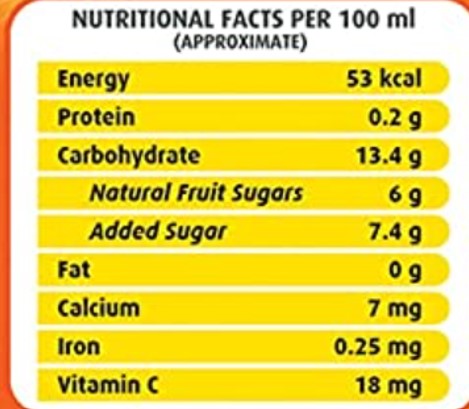 NUTRITIONAL FACTS PER 100 ml
(APPROXIMATE)
Energy 53 kcal
Protein 0.2 g
Carbohydrate 13.4 g
Natural Fruit Sugars 6 g
Added Sugar 7.4 g
Fat 0 g
Calcium 7 mg
Iron 0.25 mg
Vitamin C 18 mg